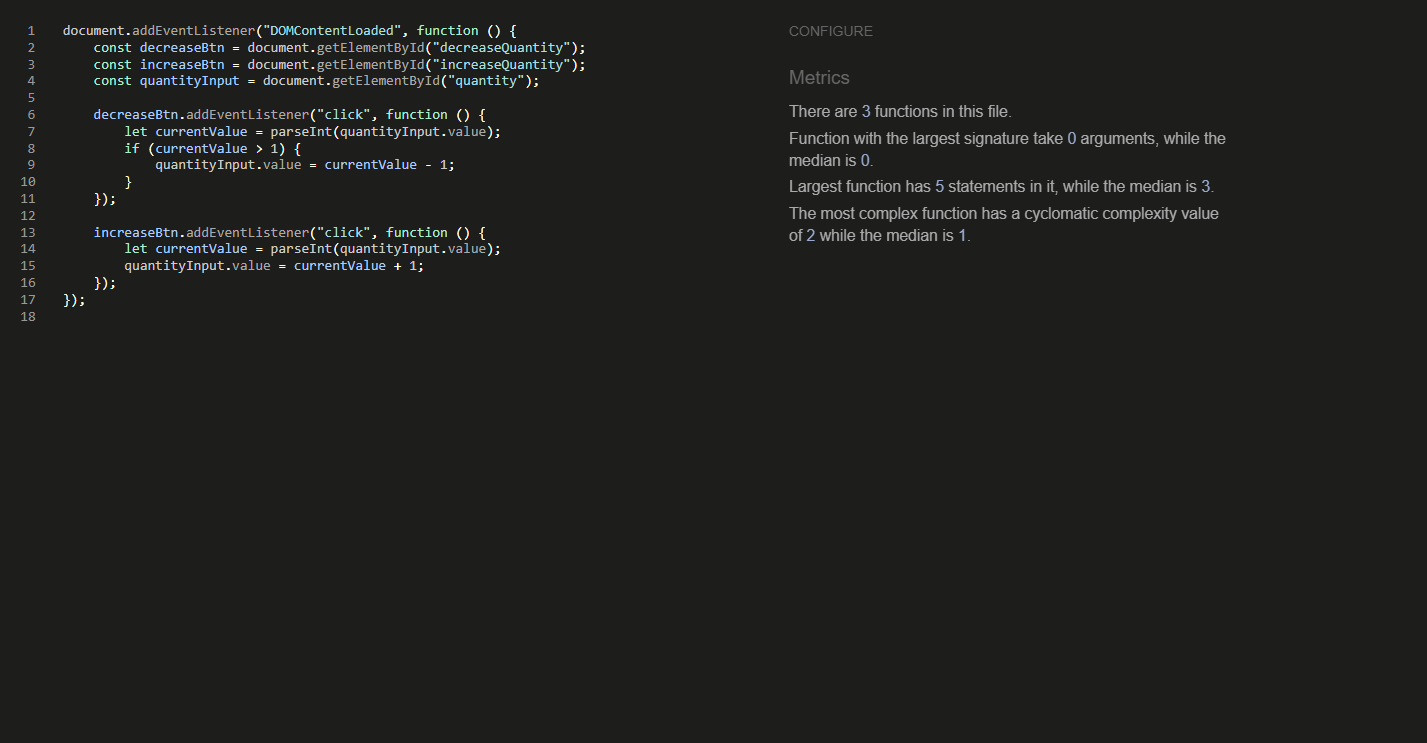 1 document.addEventListener("DOMContentLoaded", function () {
2 const decreaseBtn = document.getElementById("decreaseQuantity");
3 const increaseBtn = document.getElementById("increaseQuantity");
4 const quantityInput = document.getElementById("quantity");
5
6 decreaseBtn.addEventListener("click", function () {
7 let currentValue = parseInt(quantityInput.value);
8 if (currentValue > 1) {
9 quantityInput.value = currentValue - 1;
10 }
11 });
12
13 increaseBtn.addEventListener("click", function () {
14 let currentValue = parseInt(quantityInput.value);
15 quantityInput.value = currentValue + 1;
16 });
17 });
18
CONFIGURE
Metrics
There are 3 functions in this file.
Function with the largest signature take 0 arguments, while the
median is 0.
Largest function has 5 statements in it, while the median is 3.
The most complex function has a cyclomatic complexity value
of 2 while the median is 1.